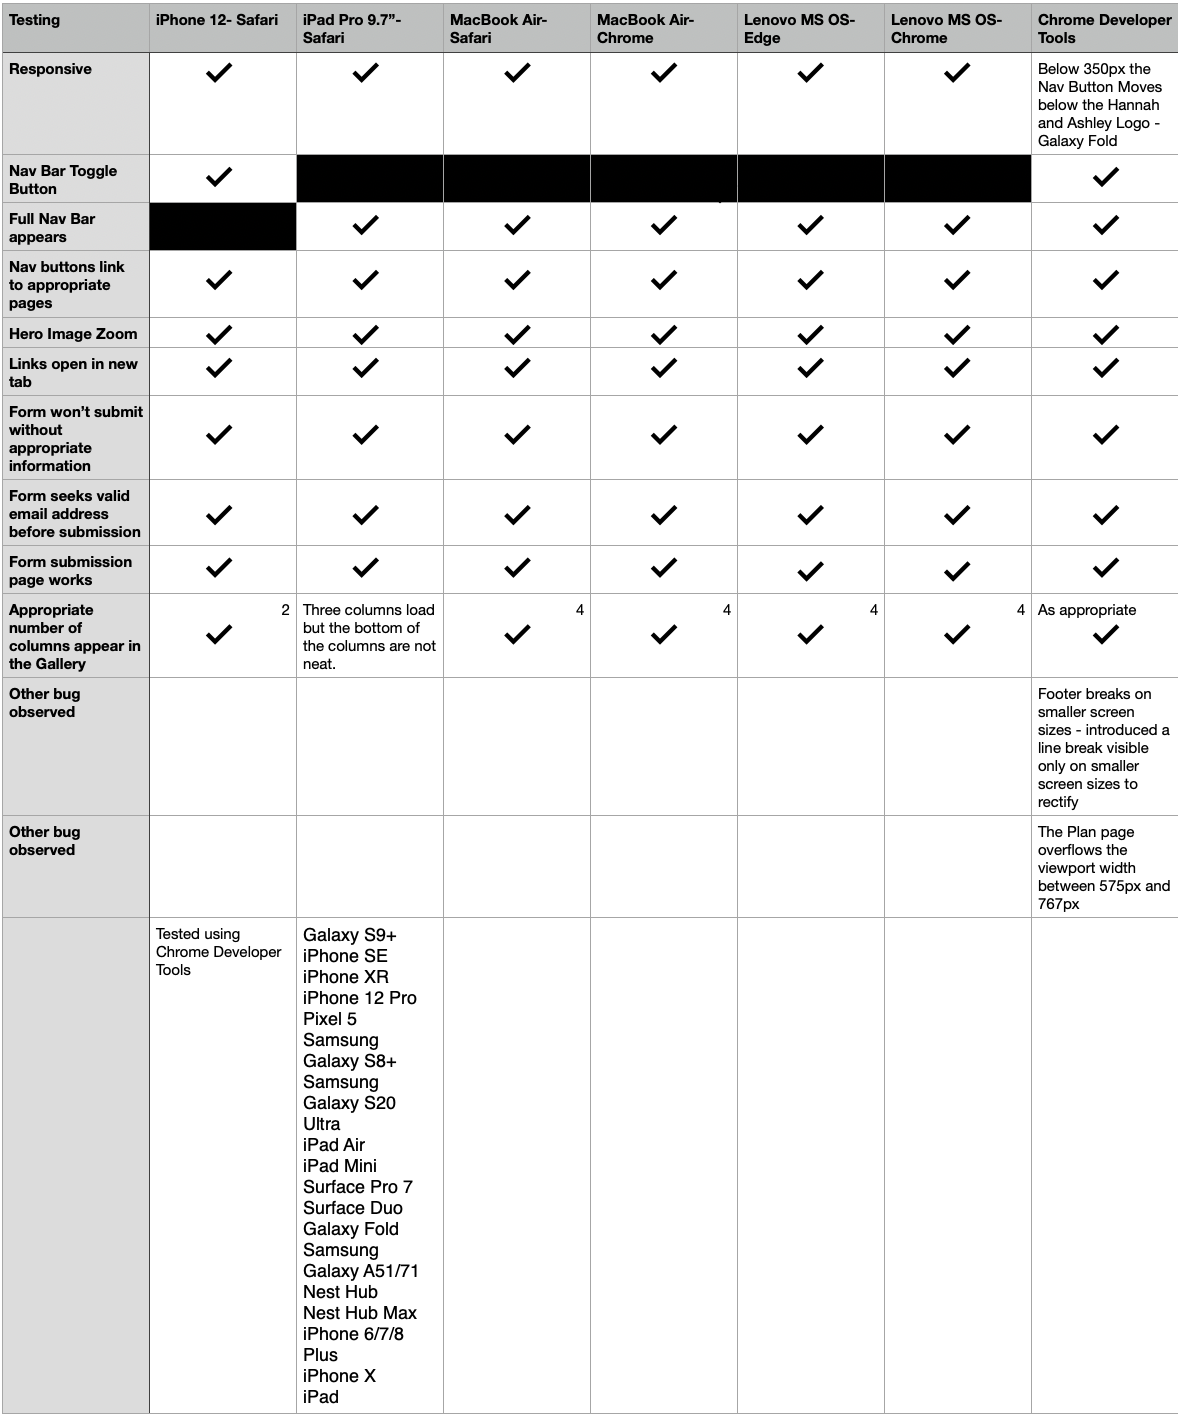 Testing
iPhone 12- Safari
iPad Pro 9.7”-
Safari
MacBook Air-
Safari
MacBook Air-
Chrome
Lenovo MS OS-
Edge
Lenovo MS OS-
Chrome
Chrome Developer
Tools
Responsive
✓
✓
✓
✓
✓
✓
Below 350px the
Nav Button Moves
below the Hannah
and Ashley Logo -
Galaxy Fold
Nav Bar Toggle
Button
✓
✓
Full Nav Bar
appears
✓
✓
✓
✓
✓
✓
Nav buttons link
to appropriate
pages
✓
✓
✓
✓
✓
✓
✓
Hero Image Zoom
✓
✓
✓
✓
✓
✓
✓
Links open in new
tab
✓
✓
✓
✓
✓
✓
✓
Form won’t submit
without
appropriate
information
✓
✓
✓
✓
✓
✓
✓
Form seeks valid
email address
before submission
✓
✓
✓
✓
✓
✓
✓
Form submission
page works
✓
✓
✓
✓
✓
✓
✓
Appropriate
number of
columns appear in
the Gallery
2
✓
Three columns load
but the bottom of
the columns are not
neat.
4
✓
4
✓
4
✓
4
✓
As appropriate
✓
Other bug
observed
Footer breaks on
smaller screen
sizes - introduced a
line break visible
only on smaller
screen sizes to
rectify
Other bug
observed
The Plan page
overflows the
viewport width
between 575px and
767px
Tested using
Chrome Developer
Tools
Galaxy S9+
iPhone SE
iPhone XR
iPhone 12 Pro
Pixel 5
Samsung
Galaxy S8+
Samsung
Galaxy S20
Ultra
iPad Air
iPad Mini
Surface Pro 7
Surface Duo
Galaxy Fold
Samsung
Galaxy A51/71
Nest Hub
Nest Hub Max
iPhone 6/7/8
Plus
iPhone X
iPad